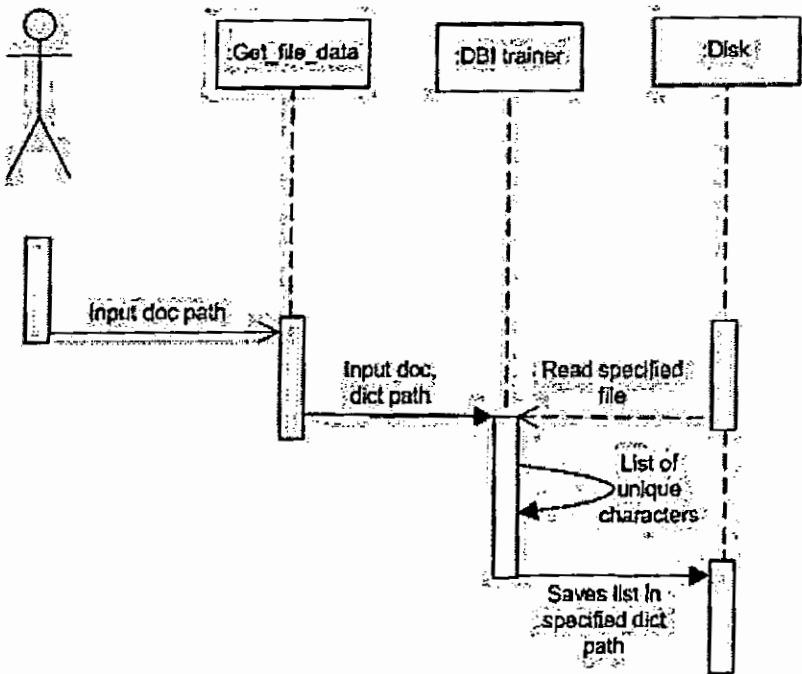 :Get_file_data
:DBI trainer
:Disk
Input doc path
Input doc,
dict path
Read specified
file
List of
unique
characters
Saves list in
specified dict
path